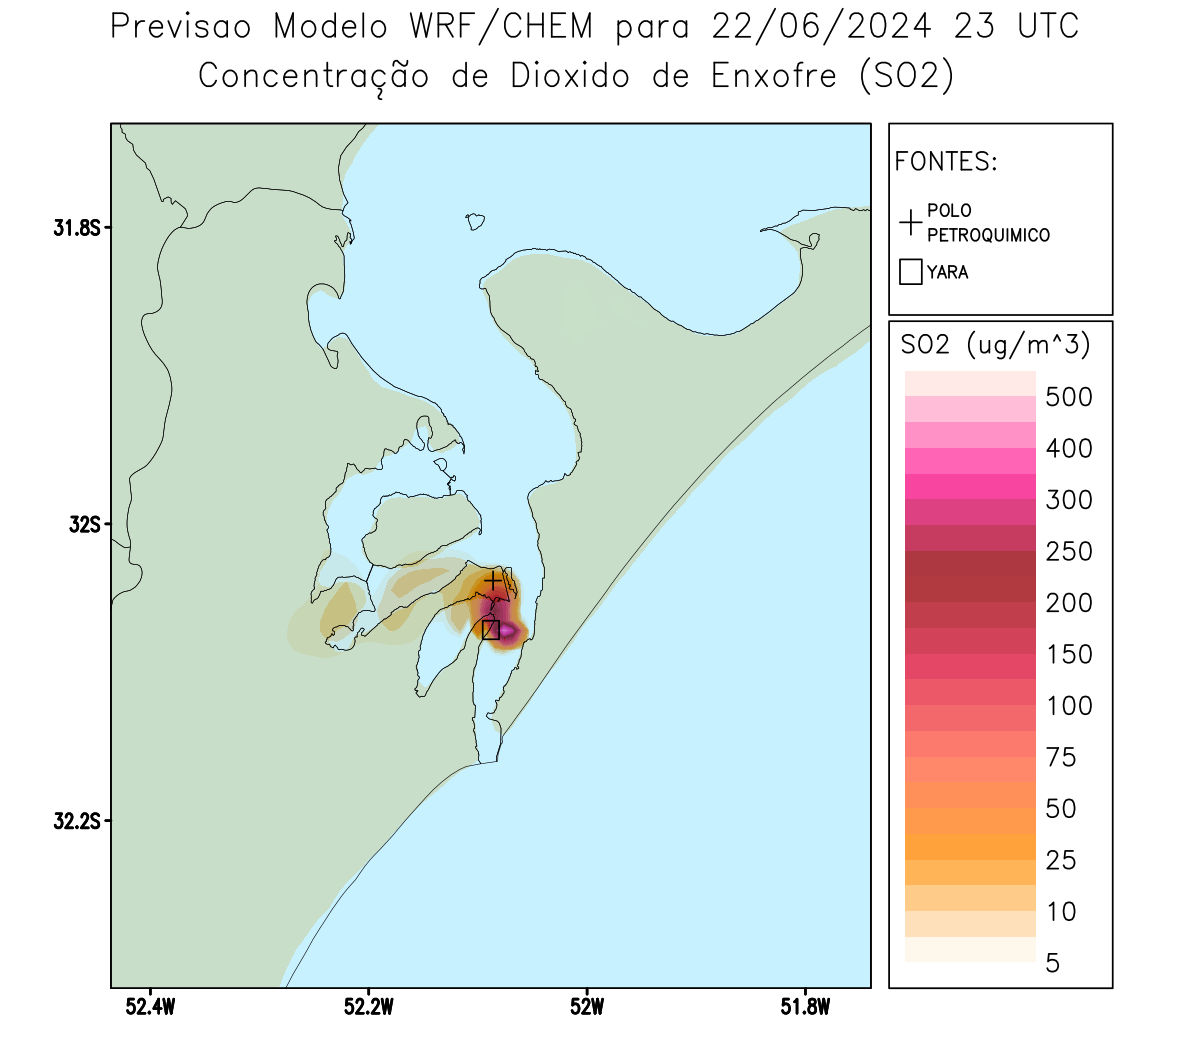 Previsao Modelo WRF/CHEM para 22/06/2024 23 UTC
Concentração de Dioxido de Enxofre (SO2)
FONTES:
POLO
PETROQUIMICO
YARA
SO2 (ug/m^3)
500
400
300
250
200
150
100
75
50
25
10
5
31.8S
32S
32.2S
52.4W
52.2W
52W
51.8W